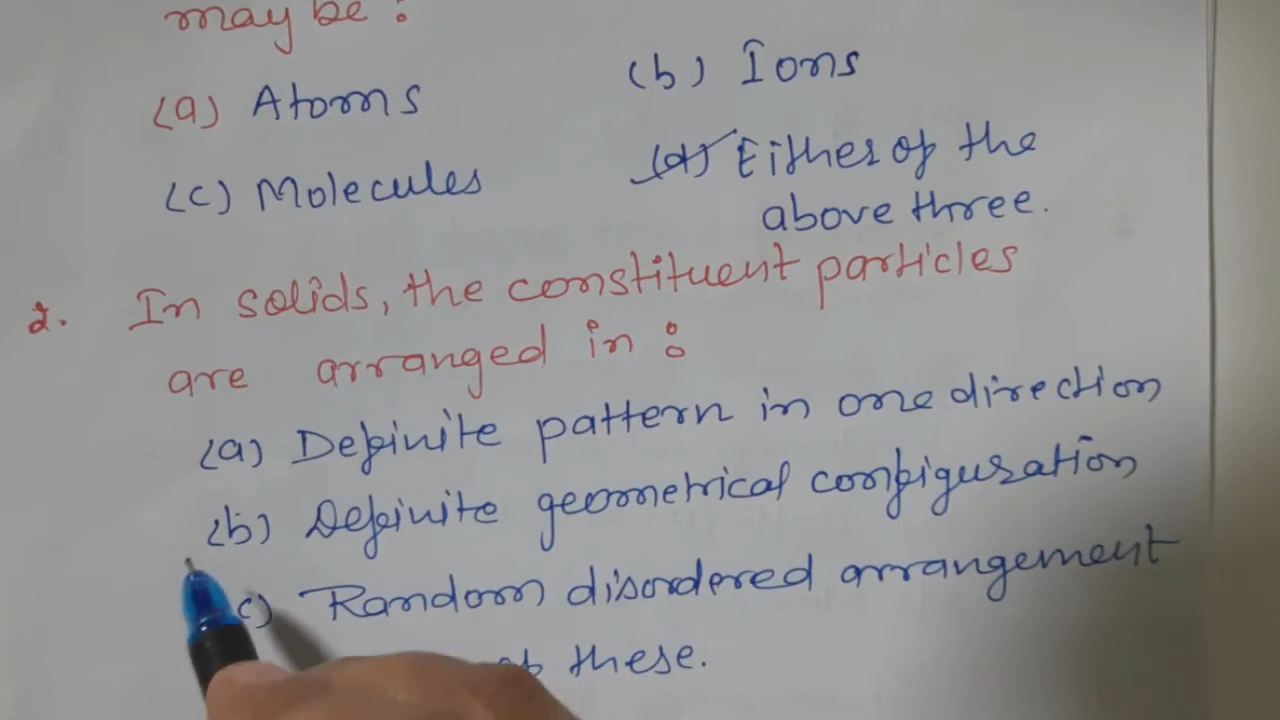 may be :
(a) Atoms
(b) Ions
(c) Molecules
(d) Either of the
above three.
2. In solids, the constituent particles
are arranged in :
(a) Definite pattern in one direction
(b) Definite geometrical configuration
c) Random disordered arrangement
of these.